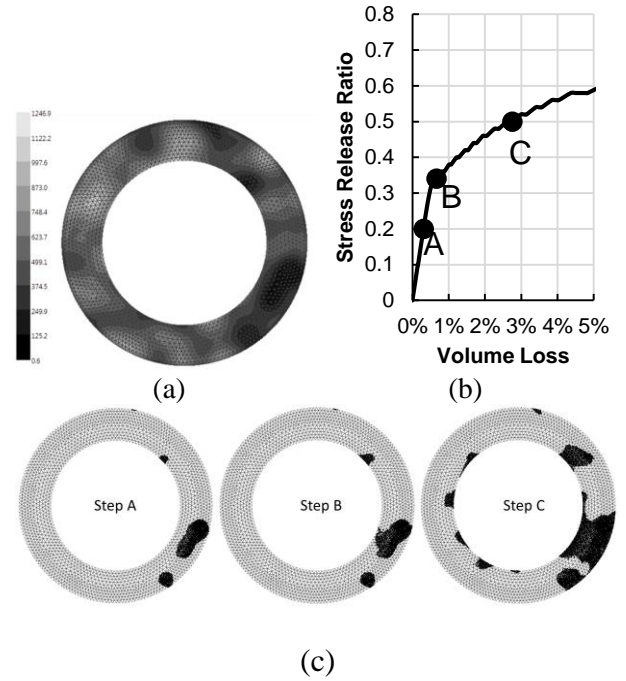 1246.9
1122.2
997.6
873.0
748.4
623.7
499.1
374.5
249.9
125.2
0.6
(a)
Stress Release Ratio
0.8
0.7
0.6
0.5
0.4
0.3
0.2
0.1
0
A
B
C
0% 1% 2% 3% 4% 5%
Volume Loss
(b)
Step A
Step B
Step C
(c)